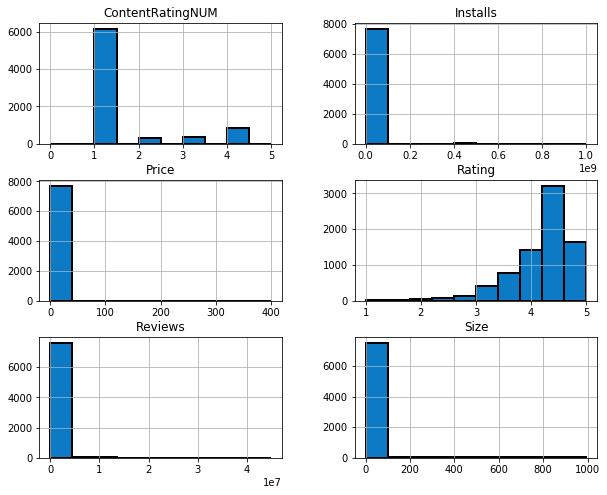 ContentRatingNUM
6000
4000
2000
0
0 1 2 3 4 5
Installs
8000
6000
4000
2000
0
0.0 0.2 0.4 0.6 0.8 1.0
1e9
Price
8000
6000
4000
2000
0
0 100 200 300 400
Rating
3000
2000
1000
0
1 2 3 4 5
Reviews
6000
4000
2000
0
0 1 2 3 4
1e7
Size
6000
4000
2000
0
0 200 400 600 800 1000